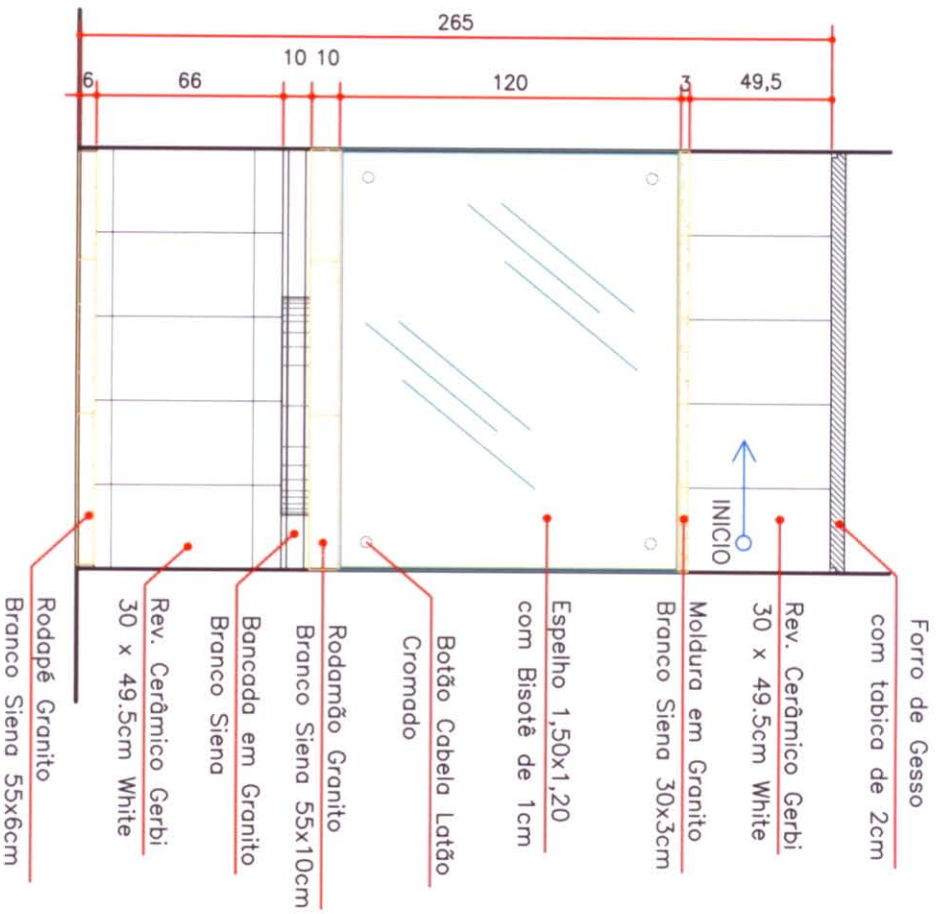 265
6
66
10
10
120
3
49,5
INICIO
Forro de Gesso
com tabica de 2cm
Rev. Cerâmico Gerbi
30 x 49.5cm White
Moldura em Granito
Branco Siena 30x3cm
Espelho 1,50x1,20
com Bisotê de 1cm
Botão Cabela Latão
Cromado
Rodamão Granito
Branco Siena 55x10cm
Bancada em Granito
Branco Siena
Rev. Cerâmico Gerbi
30 x 49.5cm White
Rodapé Granito
Branco Siena 55x6cm